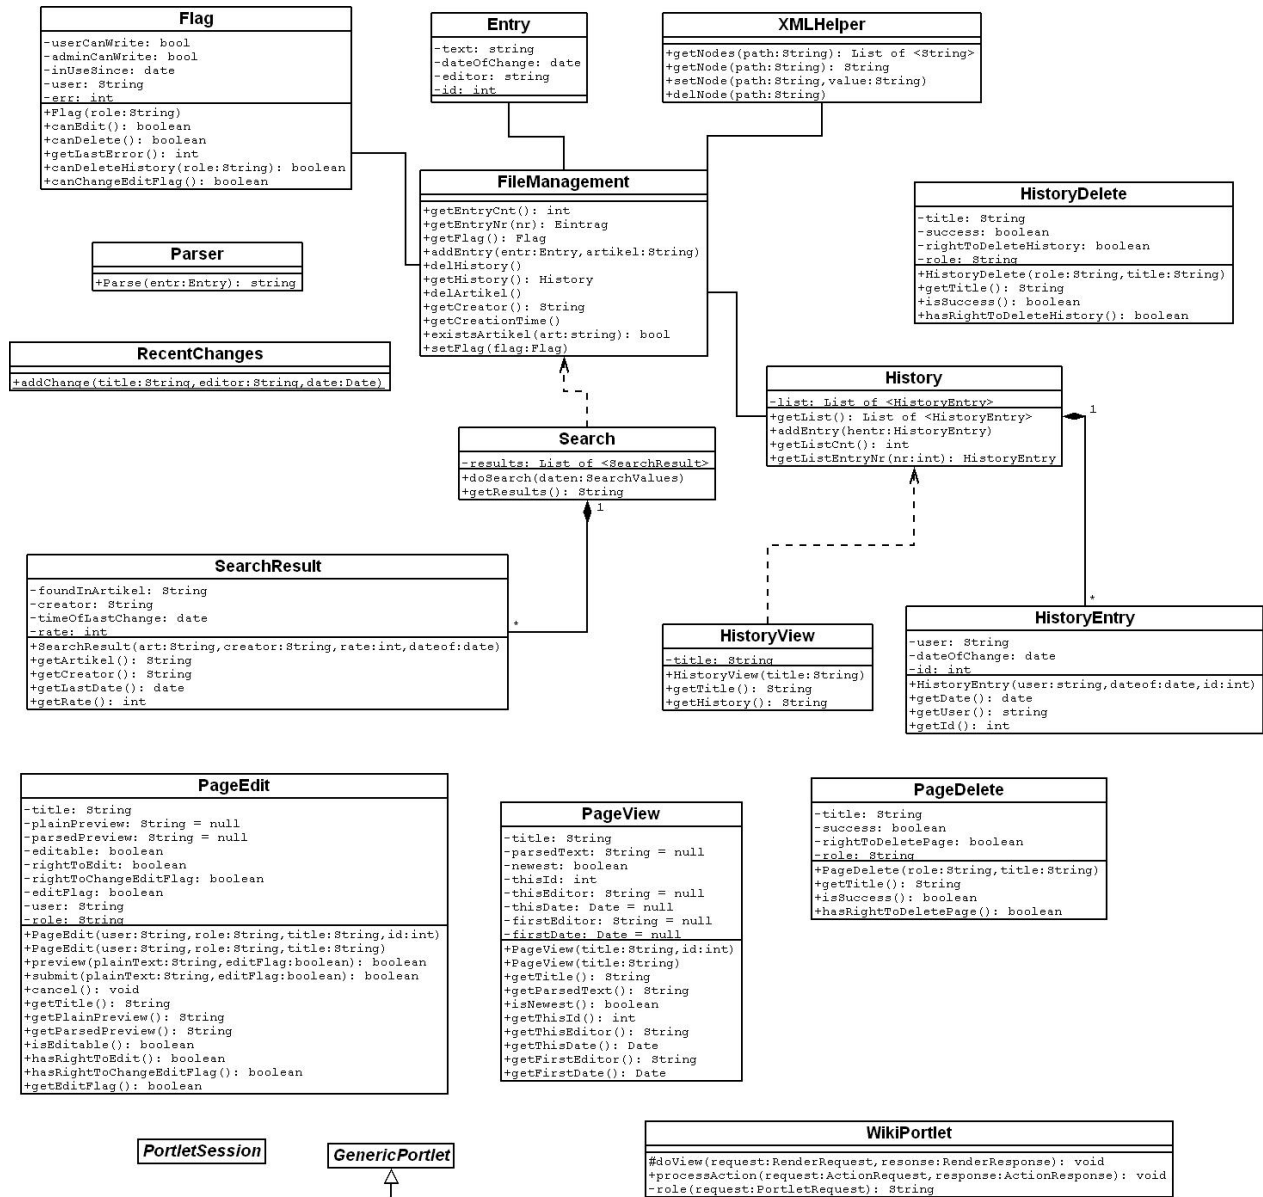 Flag
-userCanWrite: bool
-adminCanWrite: bool
-inUseSince: date
-user: String
-err: int
+Flag(role:String)
+canEdit(): boolean
+canDelete(): boolean
+getLastError(): int
+canDeleteHistory(role:String): boolean
+canChangeEditFlag(): boolean
Entry
-text: string
-dateOfChange: date
-editor: string
-id: int
XMLHelper
+getNodes(path:String): List of <String>
+getNode(path:String): String
+setNode(path:String,value:String)
+delNode(path:String)
FileManagement
+getEntryCnt(): int
+getEntryNr(nr): Eintrag
+getFlag(): Flag
+addEntry(entr:Entry,artikel:String)
+delHistory()
+getHistory(): History
+delArtikel()
+getCreator(): String
+getCreationTime()
+existsArtikel(art:string): bool
+setFlag(flag:Flag)
HistoryDelete
-title: String
-success: boolean
-rightToDeleteHistory: boolean
-role: String
+HistoryDelete(role:String,title:String)
+getTitle(): String
+isSuccess(): boolean
+hasRightToDeleteHistory(): boolean
Parser
+Parse(entr:Entry): string
RecentChanges
+addChange(title:String,editor:String,date:Date)
History
-list: List of <HistoryEntry>
+getList(): List of <HistoryEntry>
+addEntry(hentr:HistoryEntry)
+getListCnt(): int
+getListEntryNr(nr:int): HistoryEntry
1
Search
-results: List of <SearchResult>
+doSearch(daten:SearchValues)
+getResults(): String
1
SearchResult
-foundInArtikel: String
-creator: String
-timeOfLastChange: date
-rate: int
+SearchResult(art:String,creator:String,rate:int,dateof:date)
+getArtikel(): String
+getCreator(): String
+getLastDate(): date
+getRate(): int
*
HistoryView
-title: String
+HistoryView(title:String)
+getTitle(): String
+getHistory(): String
*
HistoryEntry
-user: String
-dateOfChange: date
-id: int
+HistoryEntry(user:string,dateof:date,id:int)
+getDate(): date
+getUser(): string
+getId(): int
PageEdit
-title: String
-plainPreview: String = null
-parsedPreview: String = null
-editable: boolean
-rightToEdit: boolean
-rightToChangeEditFlag: boolean
-editFlag: boolean
-user: String
-role: String
+PageEdit(user:String,role:String,title:String,id:int)
+PageEdit(user:String,role:String,title:String)
+preview(plainText:String,editFlag:boolean): boolean
+submit(plainText:String,editFlag:boolean): boolean
+cancel(): void
+getTitle(): String
+getPlainPreview(): String
+getParsedPreview(): String
+isEditable(): boolean
+hasRightToEdit(): boolean
+hasRightToChangeEditFlag(): boolean
+getEditFlag(): boolean
PageView
-title: String
-parsedText: String = null
-newest: boolean
-thisId: int
-thisEditor: String = null
-thisDate: Date = null
-firstEditor: String = null
-firstDate: Date = null
+PageView(title:String,id:int)
+PageView(title:String)
+getTitle(): String
+getParsedText(): String
+isNewest(): boolean
+getThisId(): int
+getThisEditor(): String
+getThisDate(): Date
+getFirstEditor(): String
+getFirstDate(): Date
PageDelete
-title: String
-success: boolean
-rightToDeletePage: boolean
-role: String
+PageDelete(role:String,title:String)
+getTitle(): String
+isSuccess(): boolean
+hasRightToDeletePage(): boolean
PortletSession
GenericPortlet
WikiPortlet
#doView(request:RenderRequest,resonse:RenderResponse): void
+processAction(request:ActionRequest,response:ActionResponse): void
-role(request:PortletRequest): String